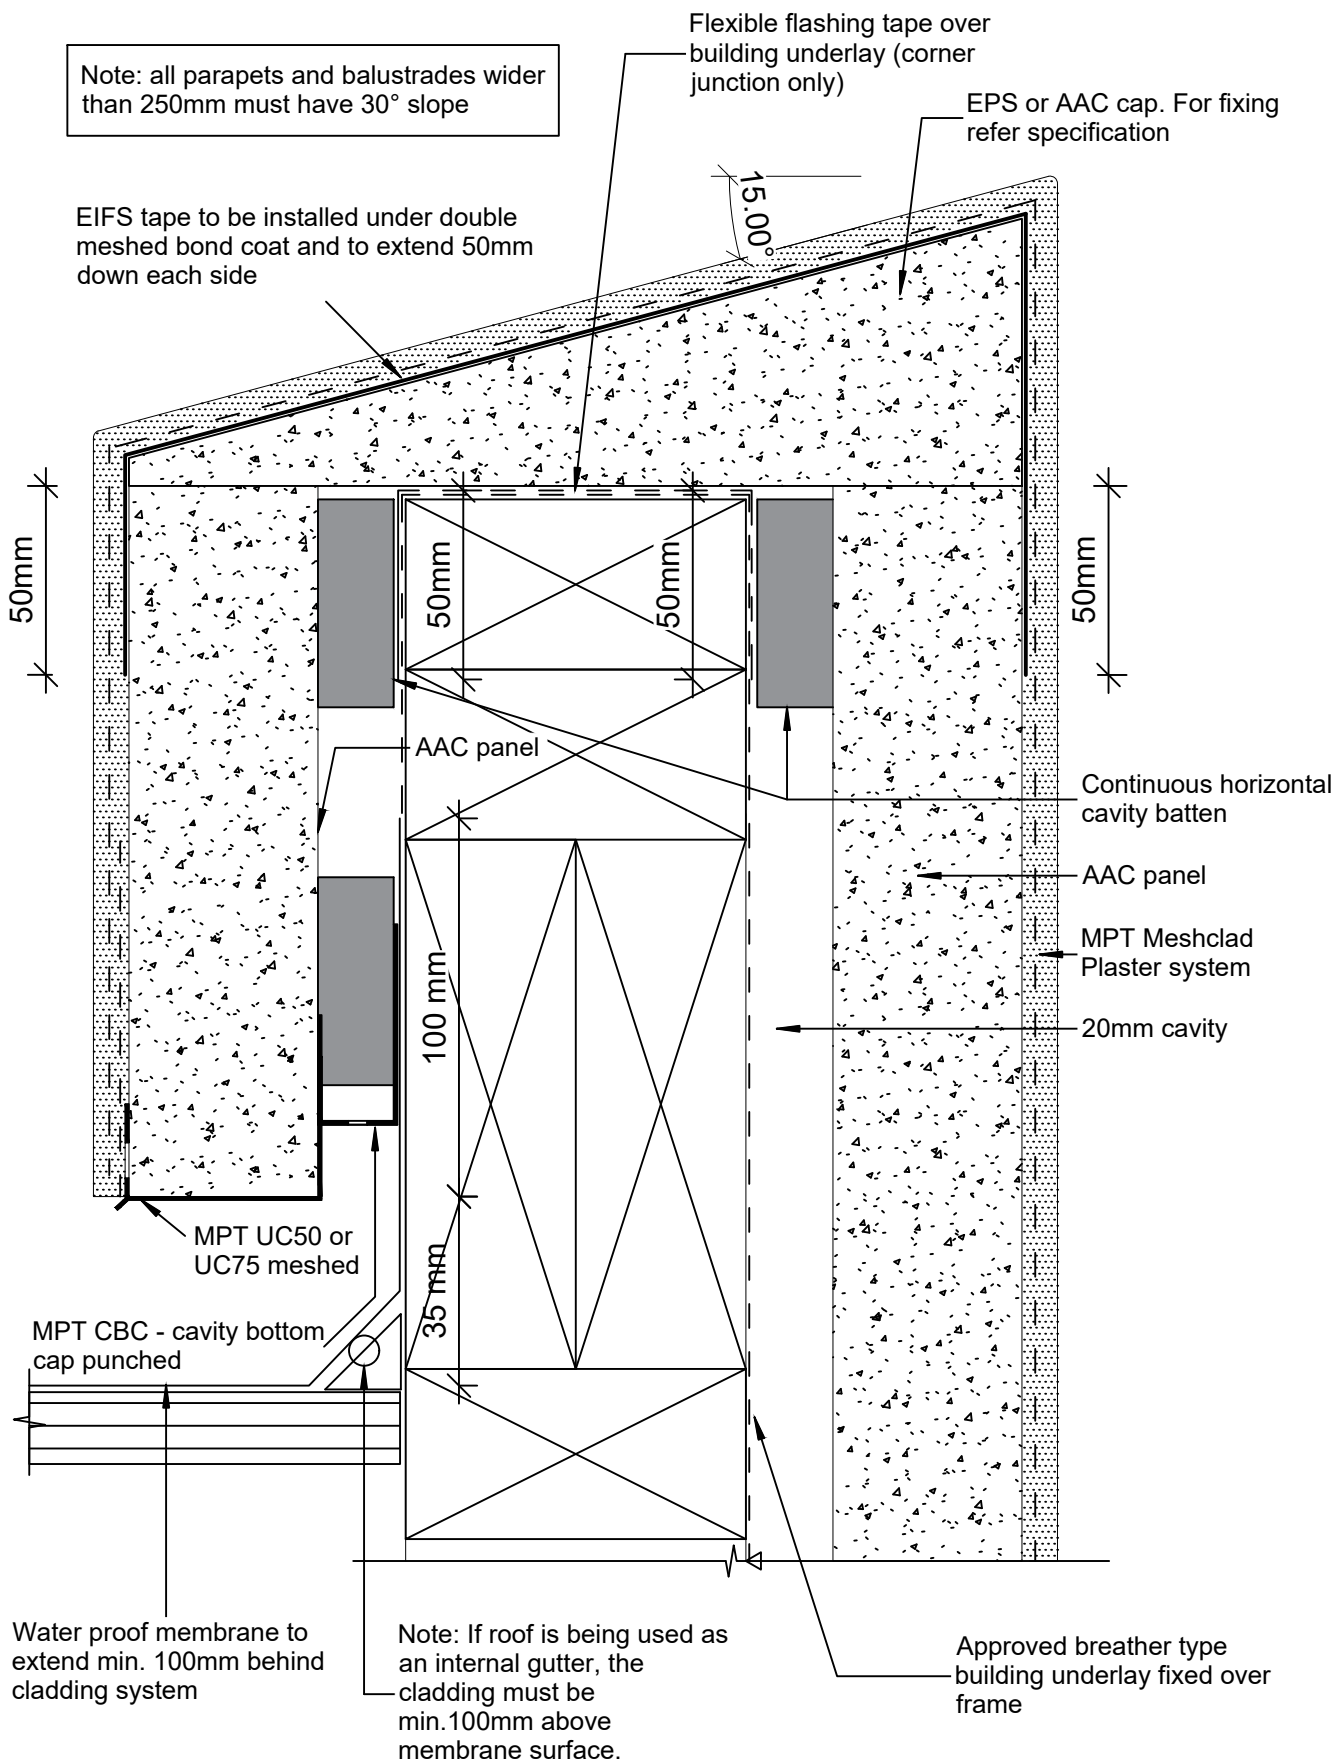 Flexible flashing tape over
building underlay (corner
junction only)
Note: all parapets and balustrades wider
than 250mm must have 30° slope
EPS or AAC cap. For fixing
refer specification
15.00°
EIFS tape to be installed under double
meshed bond coat and to extend 50mm
down each side
50mm
50mm
50mm
50mm
AAC panel
Continuous horizontal
cavity batten
AAC panel
MPT Meshclad
Plaster system
100 mm
20mm cavity
MPT UC50 or
UC75 meshed
35 mm
MPT CBC - cavity bottom
cap punched
Water proof membrane to
extend min. 100mm behind
cladding system
Note: If roof is being used as
an internal gutter, the
cladding must be
min.100mm above
membrane surface.
Approved breather type
building underlay fixed over
frame